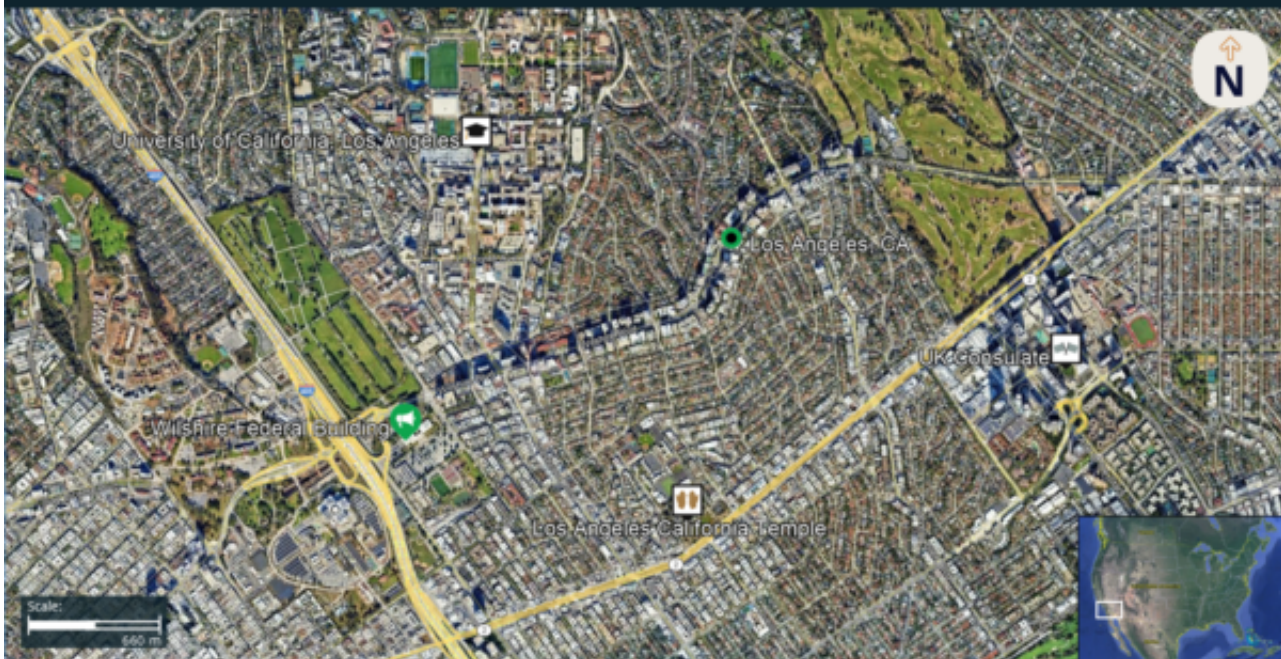 N
University of California, Los Angeles
Los Angeles, CA
UK Consulate
Wilshire Federal Building
Los Angeles California Temple
Scale:
660 m